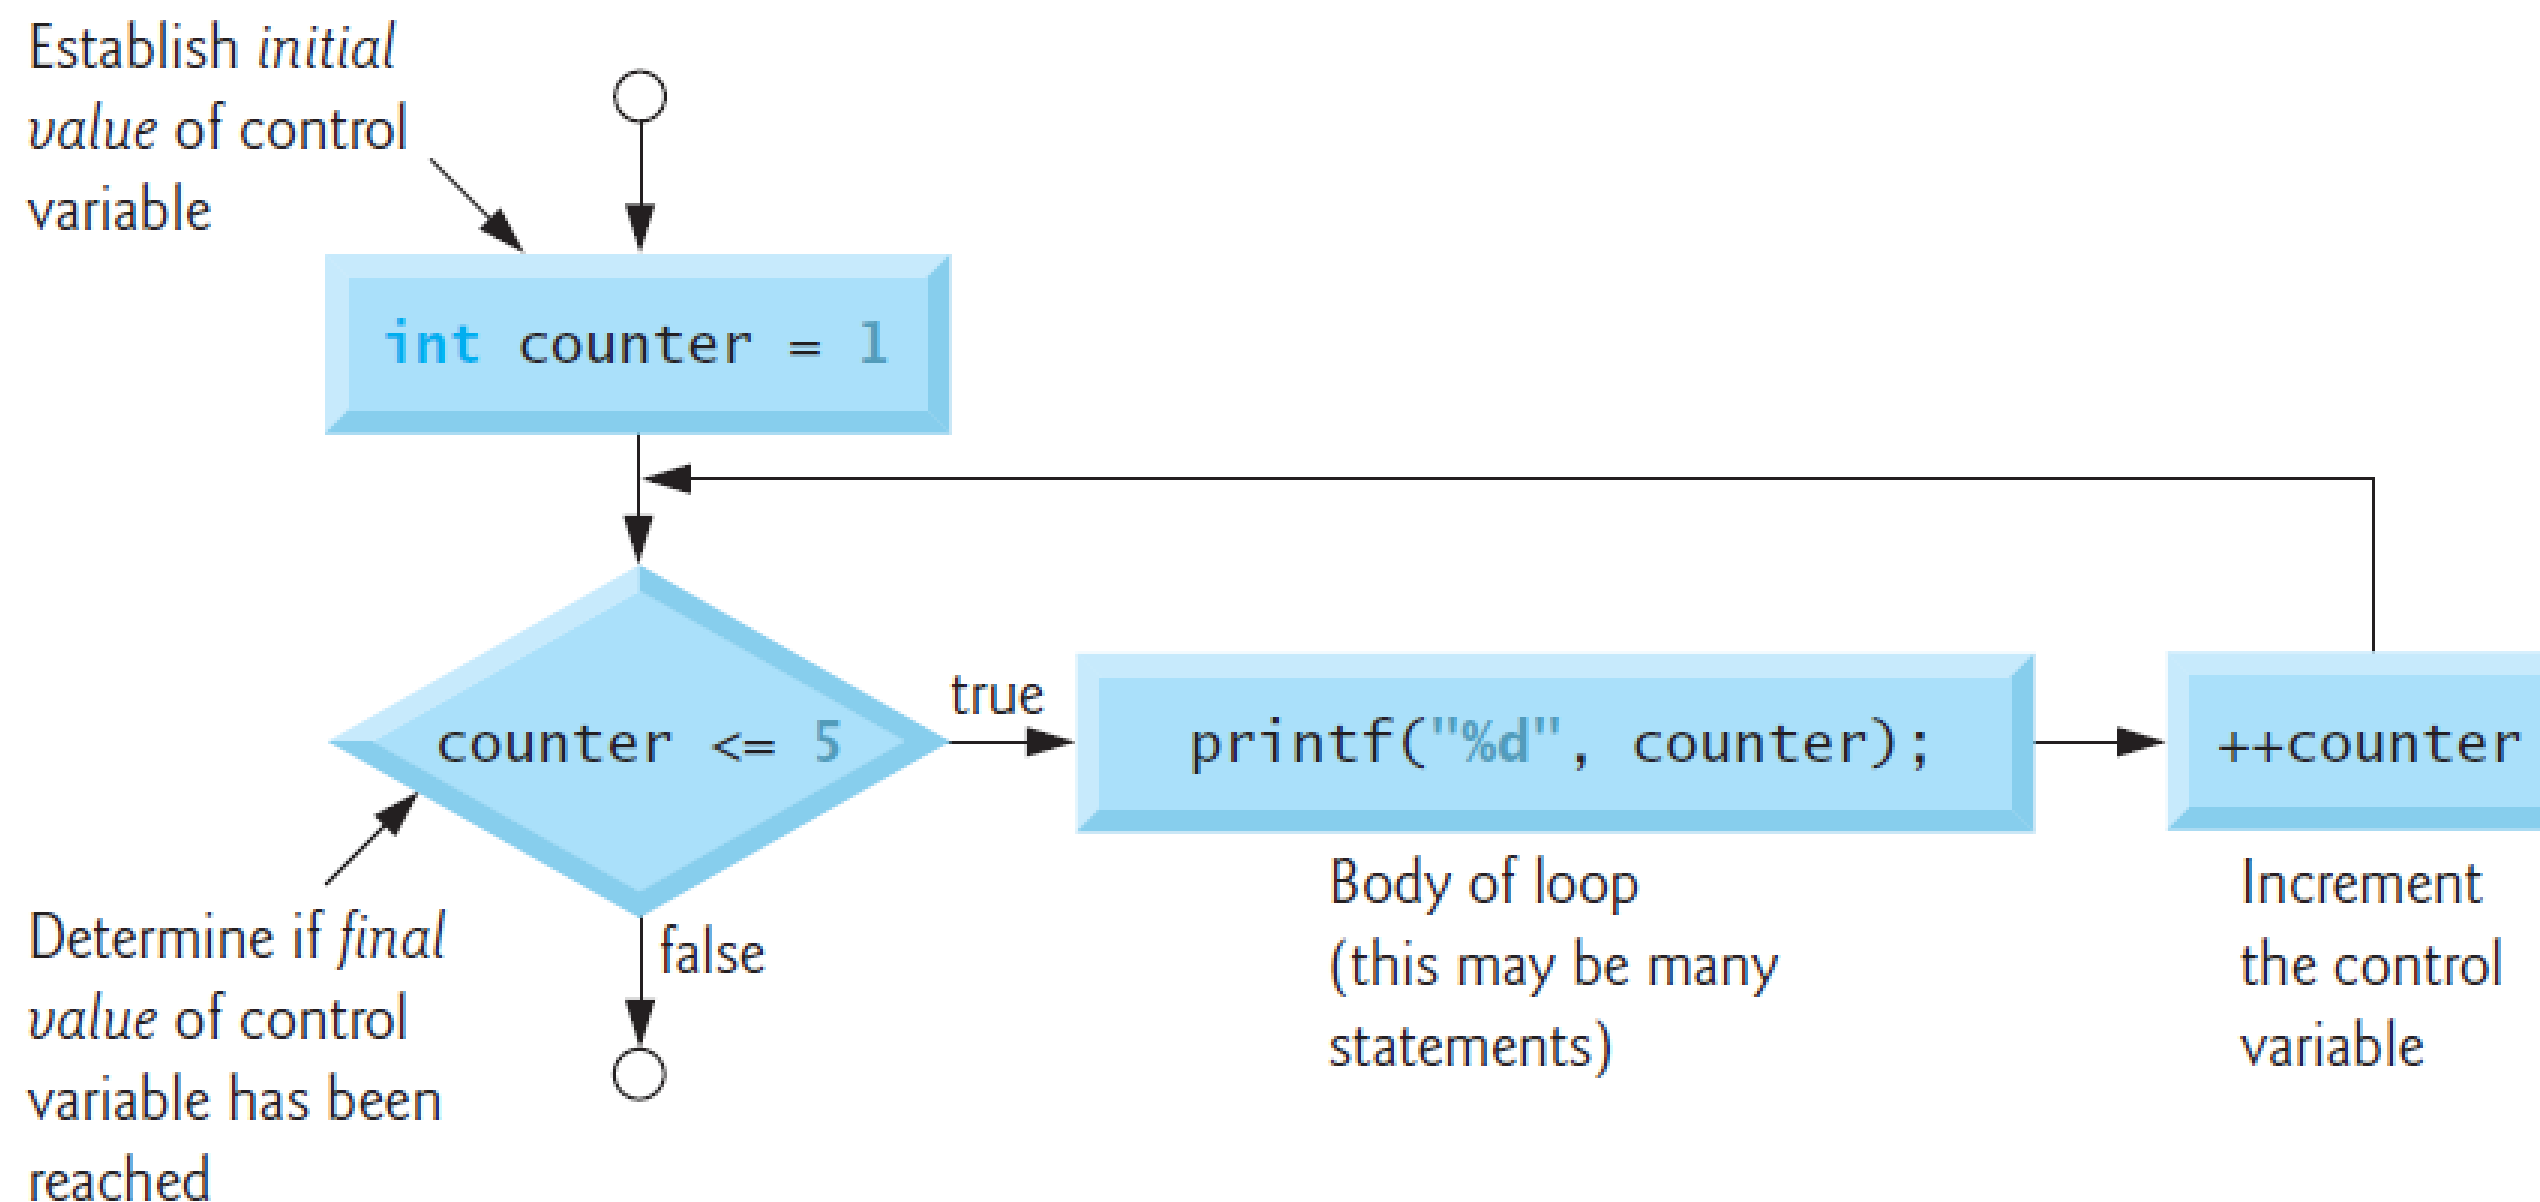 Establish initial
value of control
variable
int counter = 1
counter <= 5
true
printf("%d", counter);
++counter
false
Determine if final
value of control
variable has been
reached
Body of loop
(this may be many
statements)
Increment
the control
variable